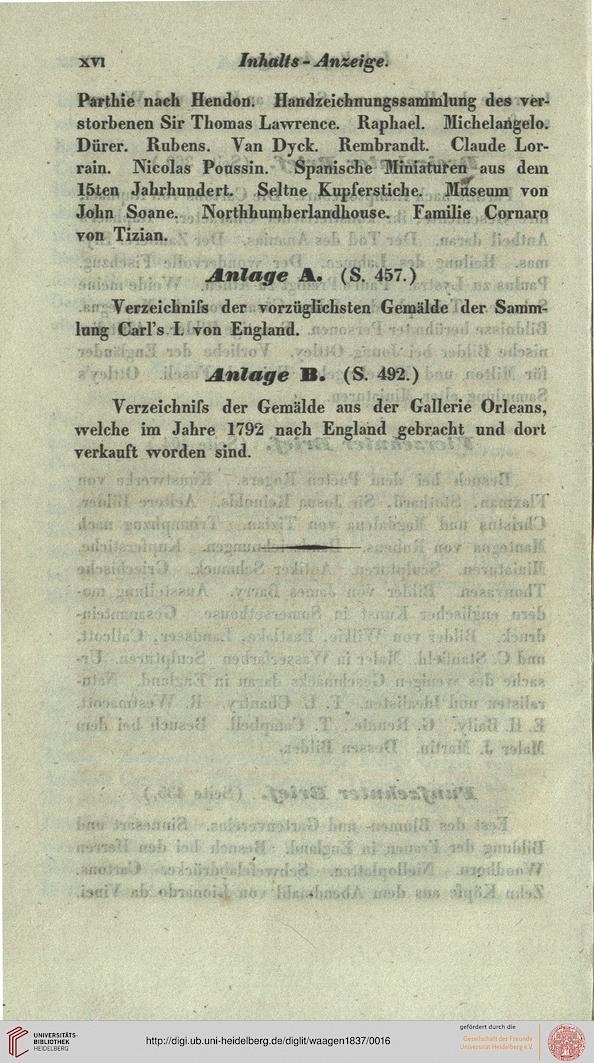 XVI
Inhalts-Anzeige.
Parthie nach Hendon. Handzeichnungssammlung des ver-
storbenen Sir Thomas Lawrence. Raphael. Michelangelo.
Dürer. Rubens. Van Dyck. Rembrandt. Claude Lor-
rain. Nicolas Poussin. Spanische Miniaturen aus dem
15ten Jahrhundert. Seltne Kupferstiche. Museum von
John Soane. Northhumberlandhouse. Familie Cornaro
von Tizian.
Anlage A. (S. 457.)
Verzeichniſs der vorzüglichsten Gemälde der Samm-
lung Carl's I. von England.
Anlage B. (S. 492.)
Verzeichniſs der Gemälde aus der Gallerie Orleans,
welche im Jahre 1792 nach England gebracht und dort
verkauft worden sind.
UNIVERSITÄTS-
BIBLIOTHEK
HEIDELBERG
http://digi.ub.uni-heidelberg.de/diglit/waagen1837/0016
gefördert durch die
Gesellschaft der Freunde
Universität Heidelberg e.V.